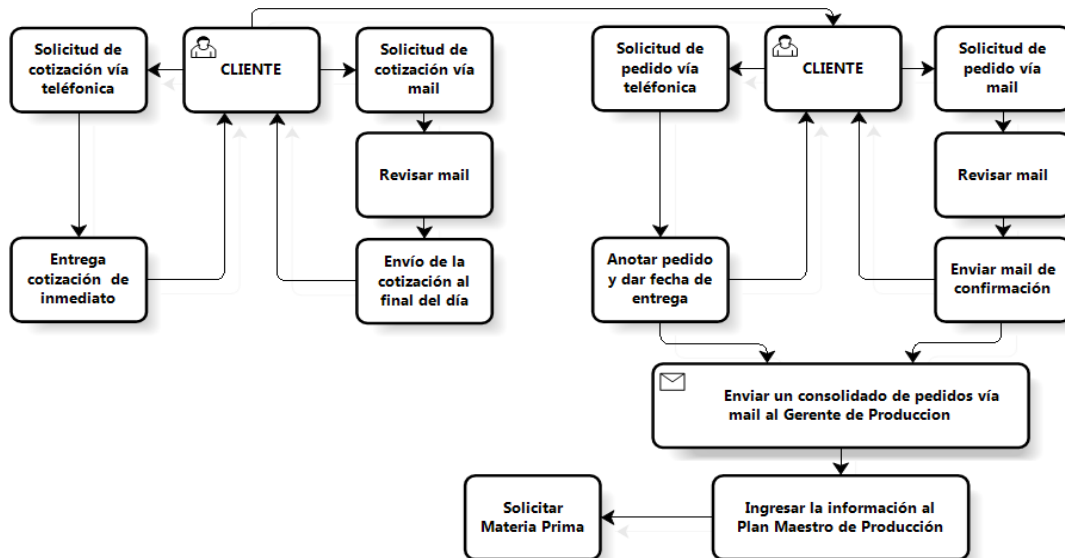 Solicitud de
cotización vía
teléfonica
CLIENTE
Solicitud de
cotización vía
mail
Revisar mail
Entrega
cotización de
inmediato
Envío de la
cotización al
final del día
Solicitud de
pedido vía
teléfonica
CLIENTE
Solicitud de
pedido vía
mail
Revisar mail
Anotar pedido
y dar fecha de
entrega
Enviar mail de
confirmación
Enviar un consolidado de pedidos vía
mail al Gerente de Produccion
Solicitar
Materia Prima
Ingresar la información al
Plan Maestro de Producción